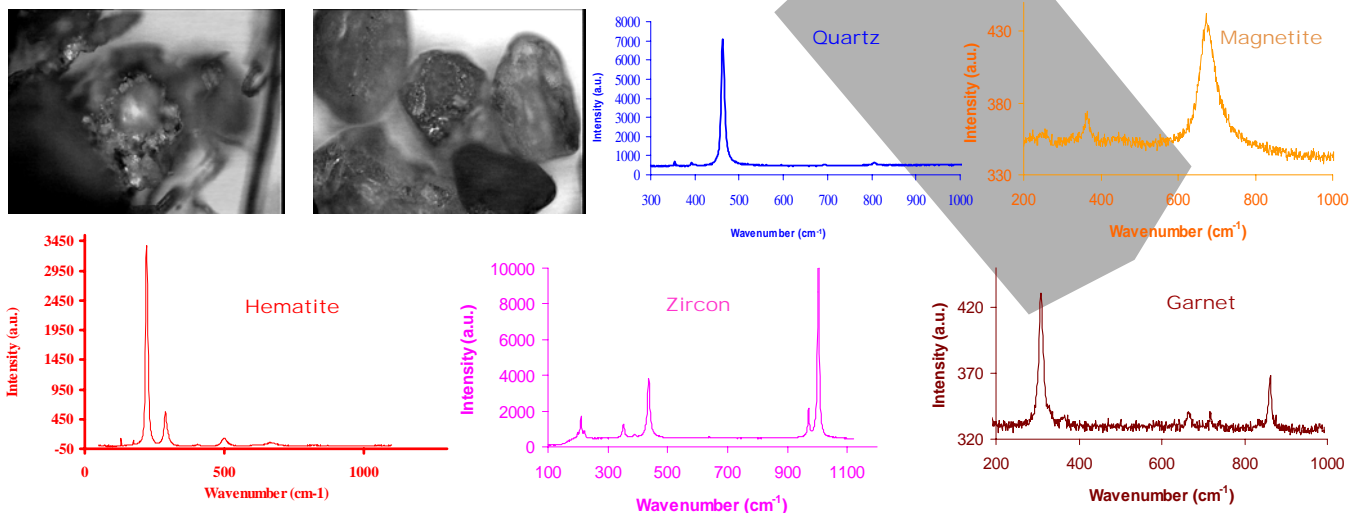 8000
7000
6000
5000
4000
3000
2000
1000
0
300 400 500 600 700 800 900 1000
Intensity (a.u.)
Wavenumber (cm⁻¹)
Quartz
430
380
330
200 400 600 800 1000
Intensity (a.u.)
Wavenumber (cm⁻¹)
Magnetite
3450
2950
2450
1950
1450
950
450
-50
0 500 1000
Intensity (a.u.)
Wavenumber (cm-1)
Hematite
10000
8000
6000
4000
2000
0
100 300 500 700 900 1100
Intensity (a.u.)
Wavenumber (cm⁻¹)
Zircon
420
370
320
200 400 600 800 1000
Intensity (a.u.)
Wavenumber (cm⁻¹)
Garnet